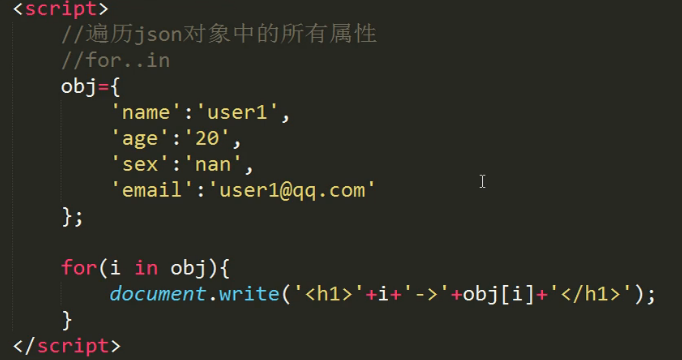 <script>
//遍历json对象中的所有属性
//for..in
obj={
'name':'user1',
'age':'20',
'sex':'nan',
'email':'user1@qq.com'
};
for(i in obj){
document.write('<h1>'+i+'->'+obj[i]+'</h1>');
}
</script>